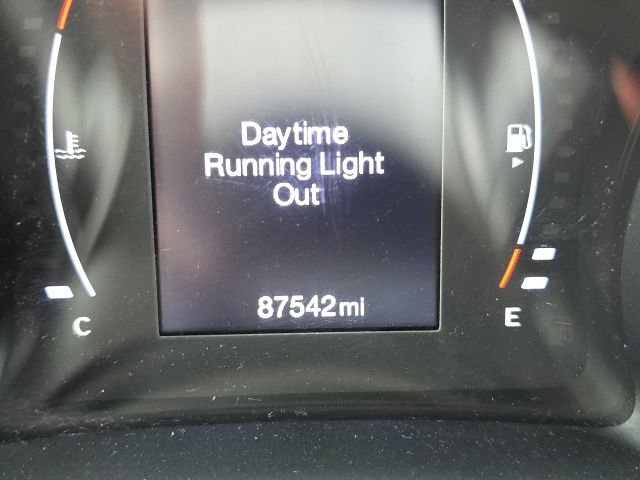 Daytime
Running Light
Out
87542mi
C
E